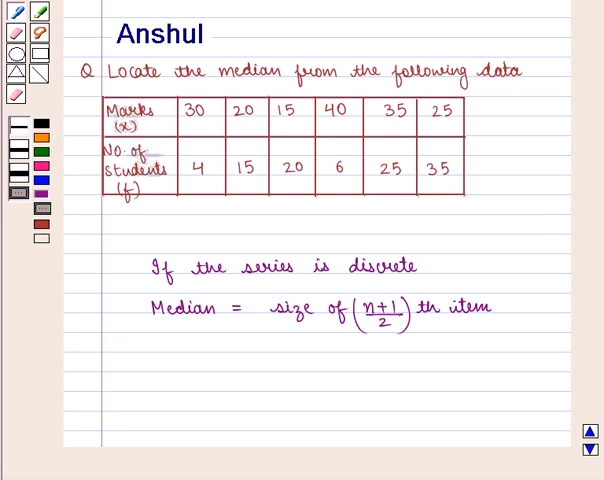 Anshul
Q Locate the median from the following data
Marks (x) 30 20 15 40 35 25
No. of Students (f) 4 15 20 6 25 35
If the series is discrete
Median = size of (n+1/2) th item